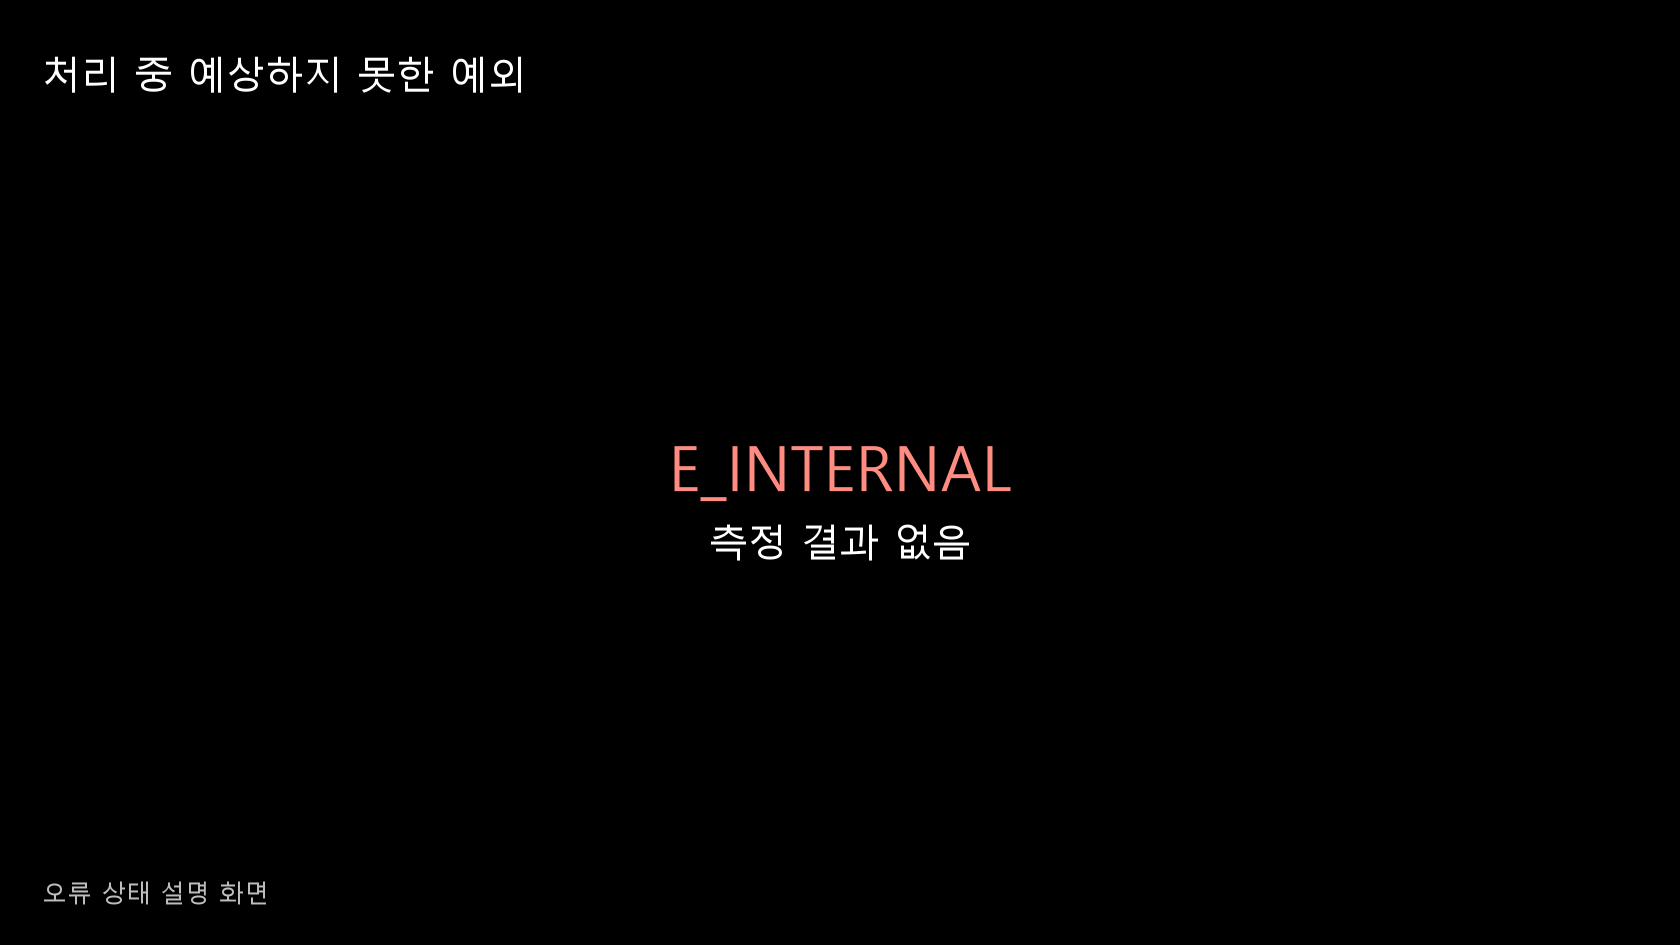 처리 중 예상하지 못한 예외
E_INTERNAL
측정 결과 없음
오류 상태 설명 화면